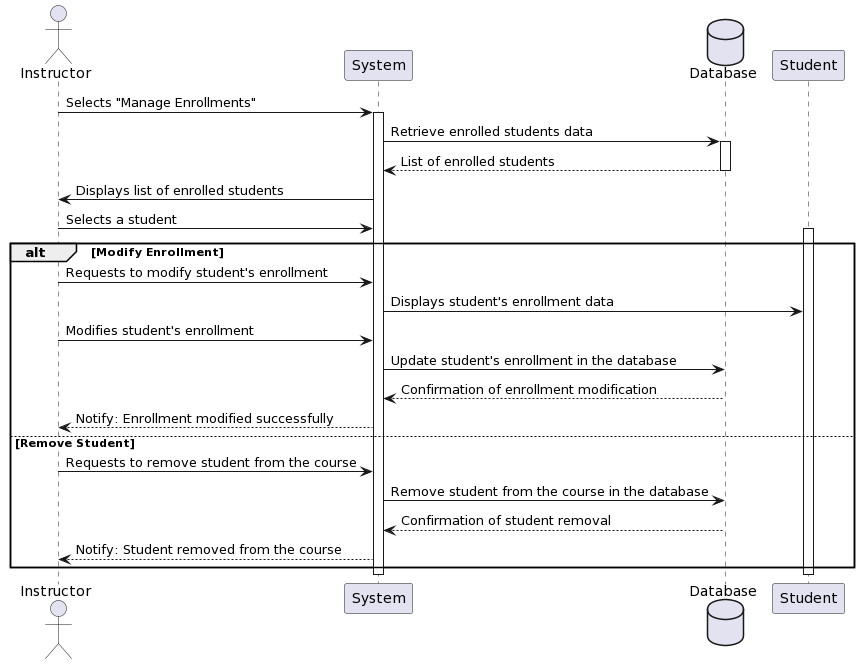 Instructor
System
Database
Student
Selects "Manage Enrollments"
Retrieve enrolled students data
List of enrolled students
Displays list of enrolled students
Selects a student
alt
[Modify Enrollment]
Requests to modify student's enrollment
Displays student's enrollment data
Modifies student's enrollment
Update student's enrollment in the database
Confirmation of enrollment modification
Notify: Enrollment modified successfully
[Remove Student]
Requests to remove student from the course
Remove student from the course in the database
Confirmation of student removal
Notify: Student removed from the course
Instructor
System
Database
Student